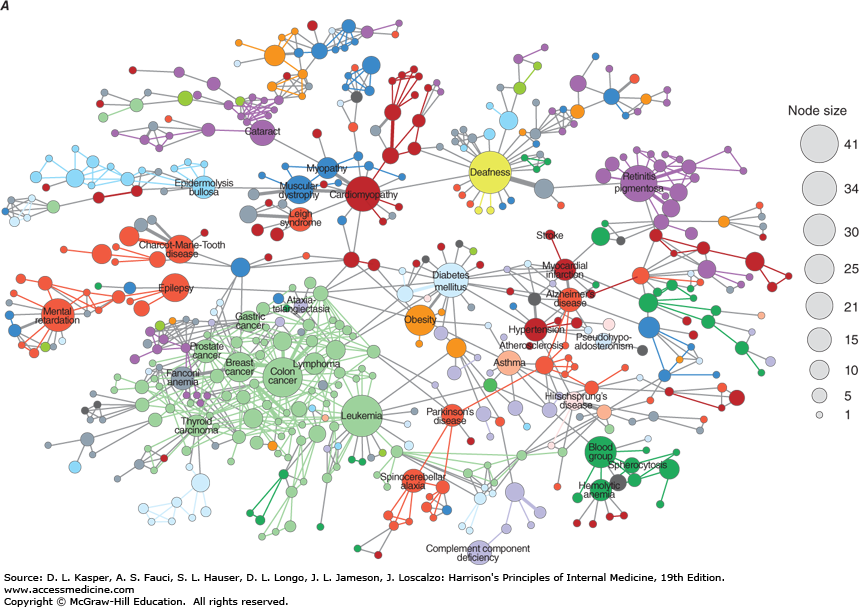 A
Node size
41
34
30
25
21
15
10
5
1
Cataract
Deafness
Retinitis
pigmentosa
Myopathy
Epidermolysis
bullosa
Muscular
dystrophy
Cardiomyopathy
Leigh
syndrome
Stroke
Charcot-Marie-Tooth
disease
Myocardial
infarction
Diabetes
mellitus
Epilepsy
Alzheimer's
disease
Ataxia-
telangiectasia
Mental
retardation
Gastric
cancer
Obesity
Hypertension
Pseudohypo-
aldosteronism
Atherosclerosis
Prostate
cancer
Breast
cancer
Lymphoma
Asthma
Fanconi
anemia
Colon
cancer
Hirschsprung's
disease
Leukemia
Parkinson's
disease
Thyroid
carcinoma
Blood
group
Spherocytosis
Spinocerebellar
ataxia
Hemolytic
anemia
Complement component
deficiency
Source: D. L. Kasper, A. S. Fauci, S. L. Hauser, D. L. Longo, J. L. Jameson, J. Loscalzo: Harrison's Principles of Internal Medicine, 19th Edition.
www.accessmedicine.com
Copyright © McGraw-Hill Education. All rights reserved.